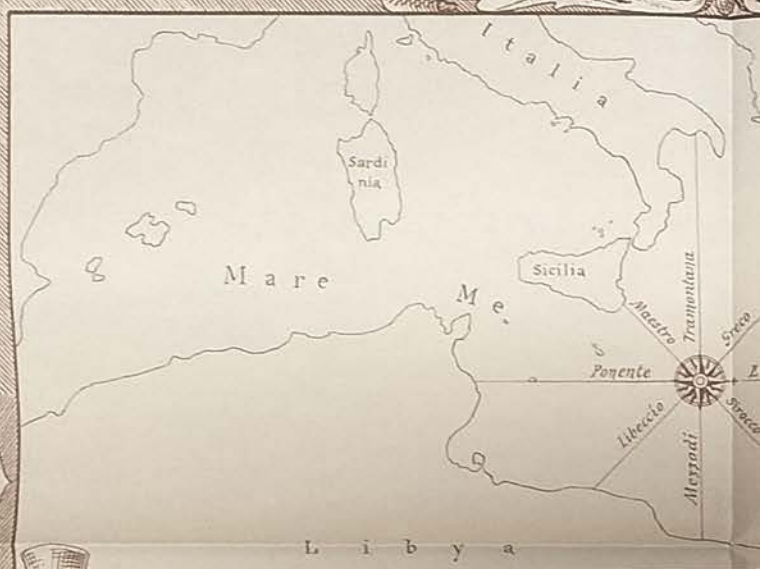 Italia
Sardi
nia
Mare
Me.
Sicilia
Maestro
Tramontana
Greco
Ponente
L
Sirocco
Libeccio
Mezzodi
Libya